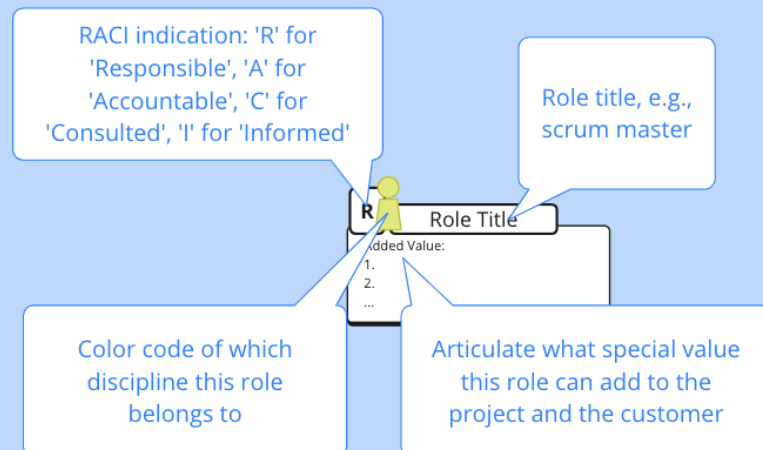 RACI indication: 'R' for
'Responsible', 'A' for
'Accountable', 'C' for
'Consulted', 'I' for 'Informed'
Role title, e.g.,
scrum master
R
Role Title
Added Value:
1.
2.
...
Color code of which
discipline this role
belongs to
Articulate what special value
this role can add to the
project and the customer